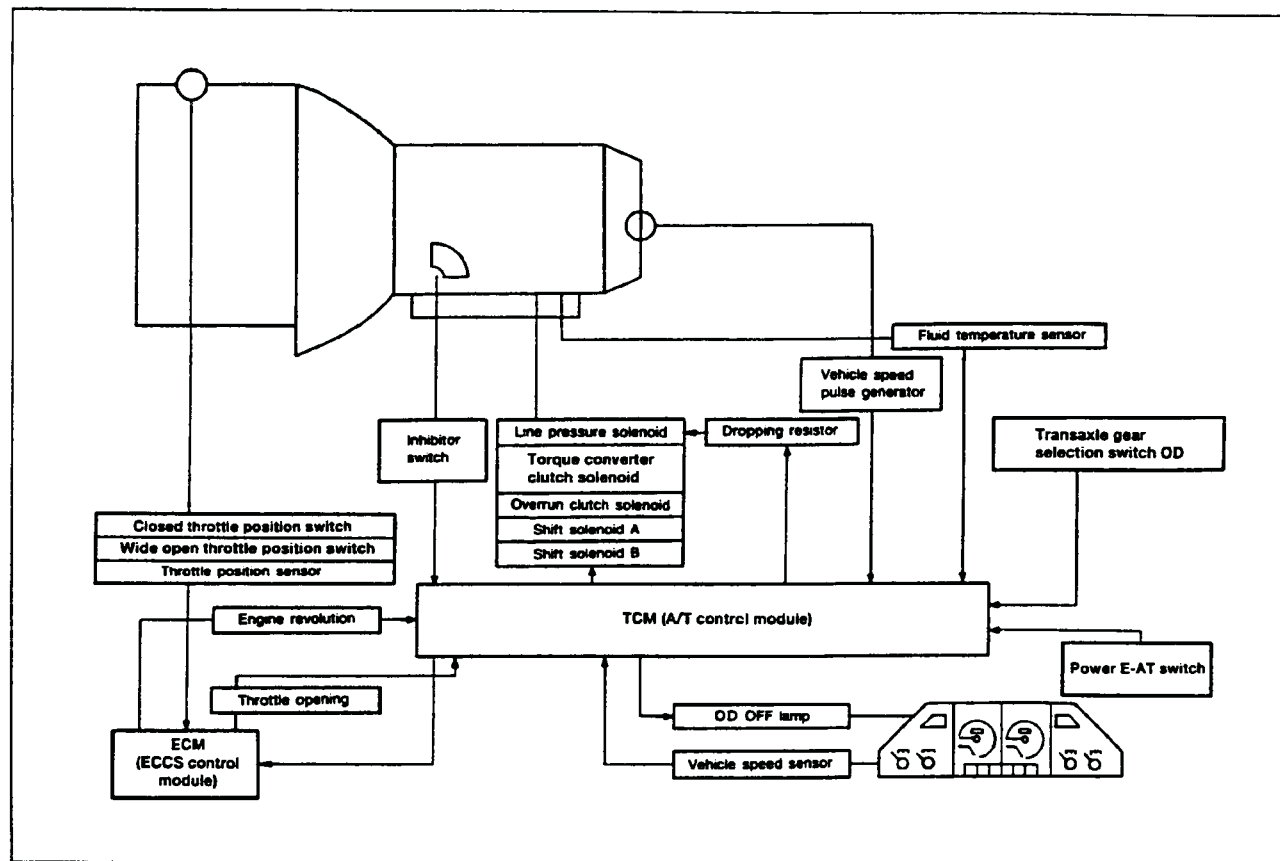 Fluid temperature sensor
Vehicle speed
pulse generator
Inhibitor
switch
Line pressure solenoid
Dropping resistor
Torque converter
clutch solenoid
Overrun clutch solenoid
Shift solenoid A
Shift solenoid B
Transaxle gear
selection switch OD
Closed throttle position switch
Wide open throttle position switch
Throttle position sensor
Engine revolution
TCM (A/T control module)
Power E-AT switch
Throttle opening
OD OFF lamp
ECM
(ECCS control
module)
Vehicle speed sensor